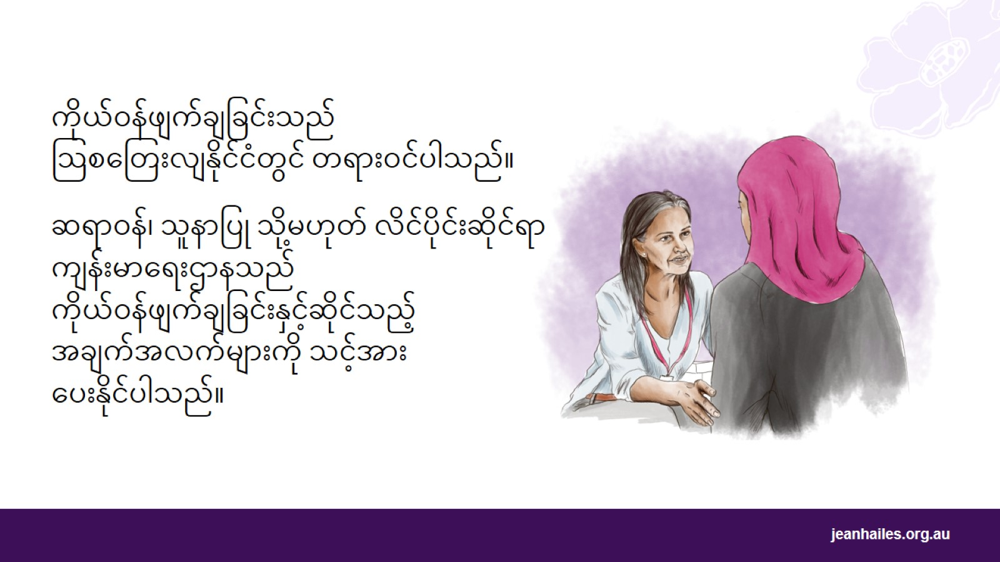 ကိုယ်ဝန်ဖျက်ချခြင်းသည်
ဩစတြေးလျနိုင်ငံတွင် တရားဝင်ပါသည်။
ဆရာဝန်၊ သူနာပြု သို့မဟုတ် လိင်ပိုင်းဆိုင်ရာ
ကျန်းမာရေးဌာနသည်
ကိုယ်ဝန်ဖျက်ချခြင်းနှင့်ဆိုင်သည့်
အချက်အလက်များကို သင့်အား
ပေးနိုင်ပါသည်။
jeanhailes.org.au